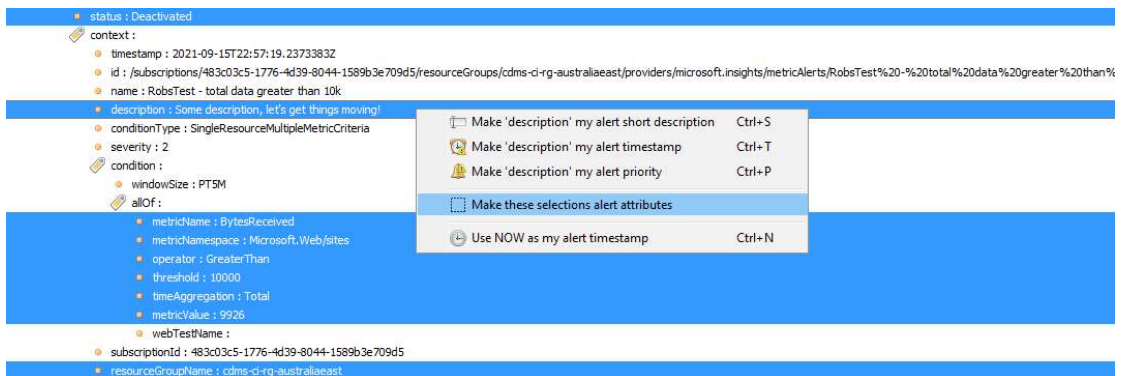 status : Deactivated
context :
timestamp : 2021-09-15T22:57:19.2373383Z
id : /subscriptions/483c03c5-1776-4d39-8044-1589b3e709d5/resourceGroups/cdms-ci-rg-australiaeast/providers/microsoft.insights/metricAlerts/RobsTest%20-%20total%20data%20greater%20than%
name : RobsTest - total data greater than 10k
description : Some description, let's get things moving!
conditionType : SingleResourceMultipleMetricCriteria
severity : 2
condition :
windowSize : PT5M
allOf :
metricName : BytesReceived
metricNamespace : Microsoft.Web/sites
operator : GreaterThan
threshold : 10000
timeAggregation : Total
metricValue : 9926
webTestName :
subscriptionId : 483c03c5-1776-4d39-8044-1589b3e709d5
resourceGroupName : cdms-ci-rg-australiaeast
Make 'description' my alert short description Ctrl+S
Make 'description' my alert timestamp Ctrl+T
Make 'description' my alert priority Ctrl+P
Make these selections alert attributes
Use NOW as my alert timestamp Ctrl+N